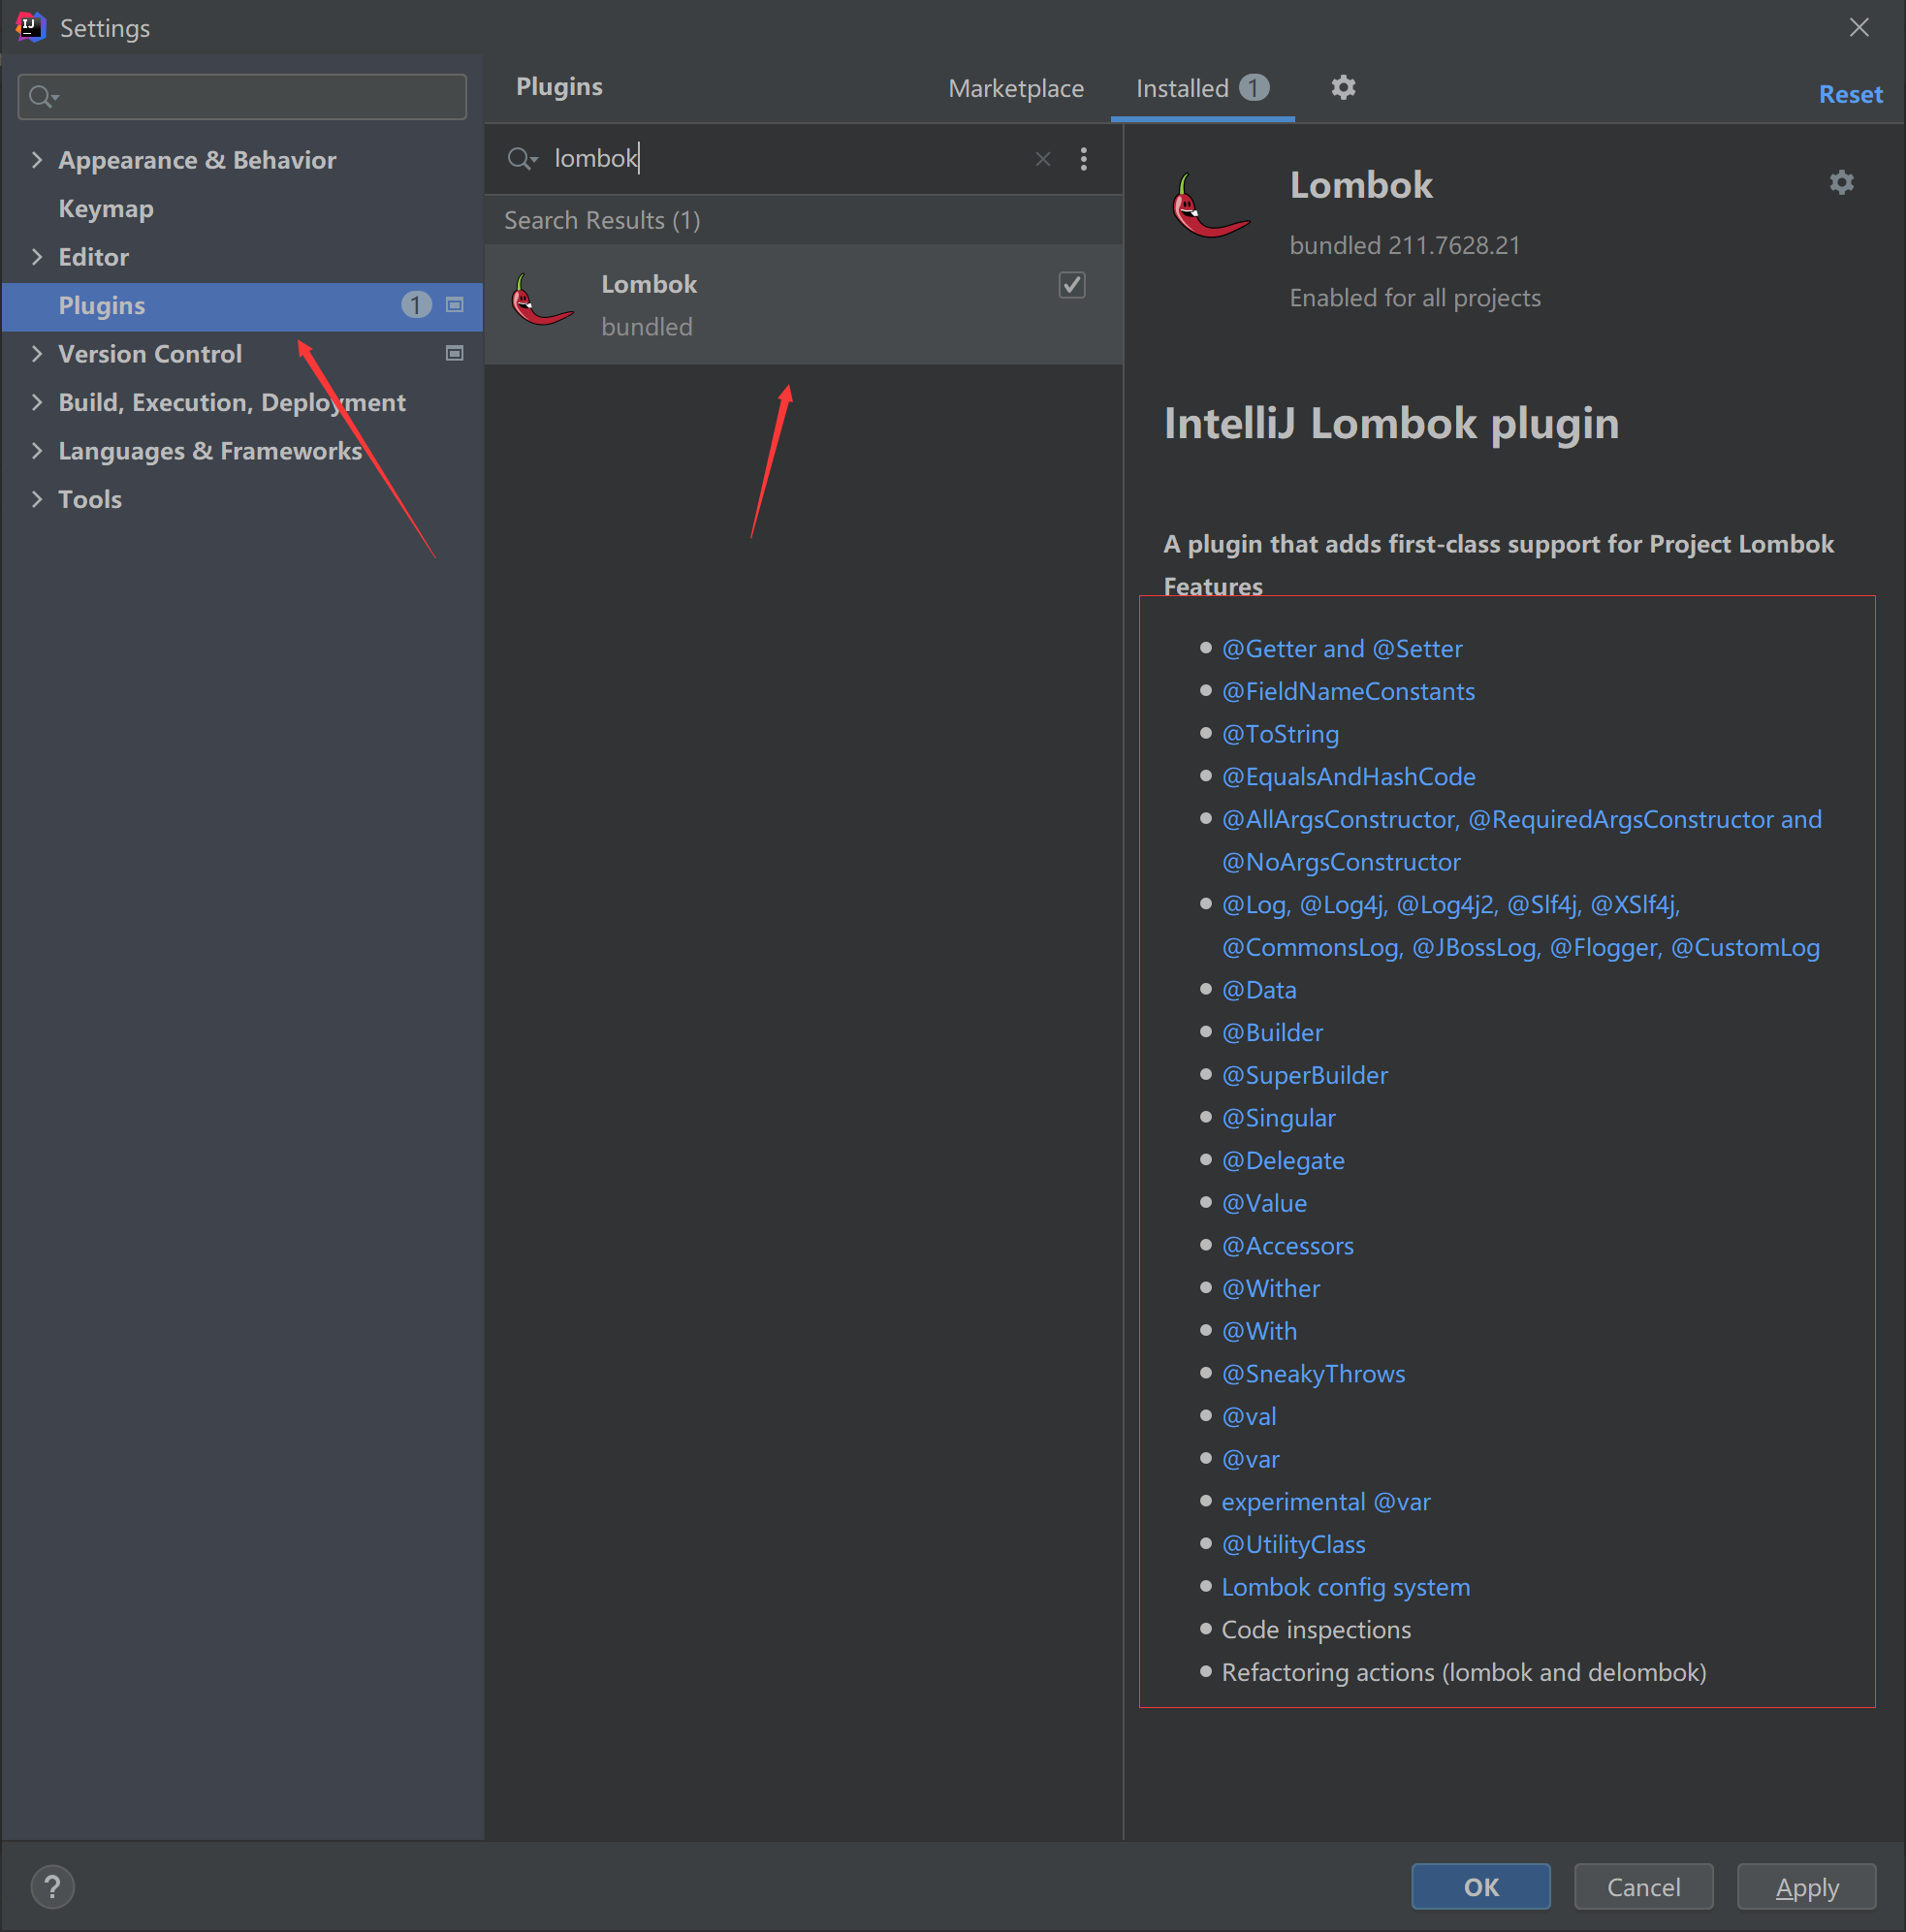 Settings
Plugins
Marketplace
Installed 1
Reset
Appearance & Behavior
Keymap
Editor
Plugins 1
Version Control
Build, Execution, Deployment
Languages & Frameworks
Tools
lombok
Search Results (1)
Lombok
bundled
Lombok
bundled 211.7628.21
Enabled for all projects
IntelliJ Lombok plugin
A plugin that adds first-class support for Project Lombok
Features
@Getter and @Setter
@FieldNameConstants
@ToString
@EqualsAndHashCode
@AllArgsConstructor, @RequiredArgsConstructor and
@NoArgsConstructor
@Log, @Log4j, @Log4j2, @Slf4j, @XSlf4j,
@CommonsLog, @JBossLog, @Flogger, @CustomLog
@Data
@Builder
@SuperBuilder
@Singular
@Delegate
@Value
@Accessors
@Wither
@With
@SneakyThrows
@val
@var
experimental @var
@UtilityClass
Lombok config system
Code inspections
Refactoring actions (lombok and delombok)
?
OK
Cancel
Apply